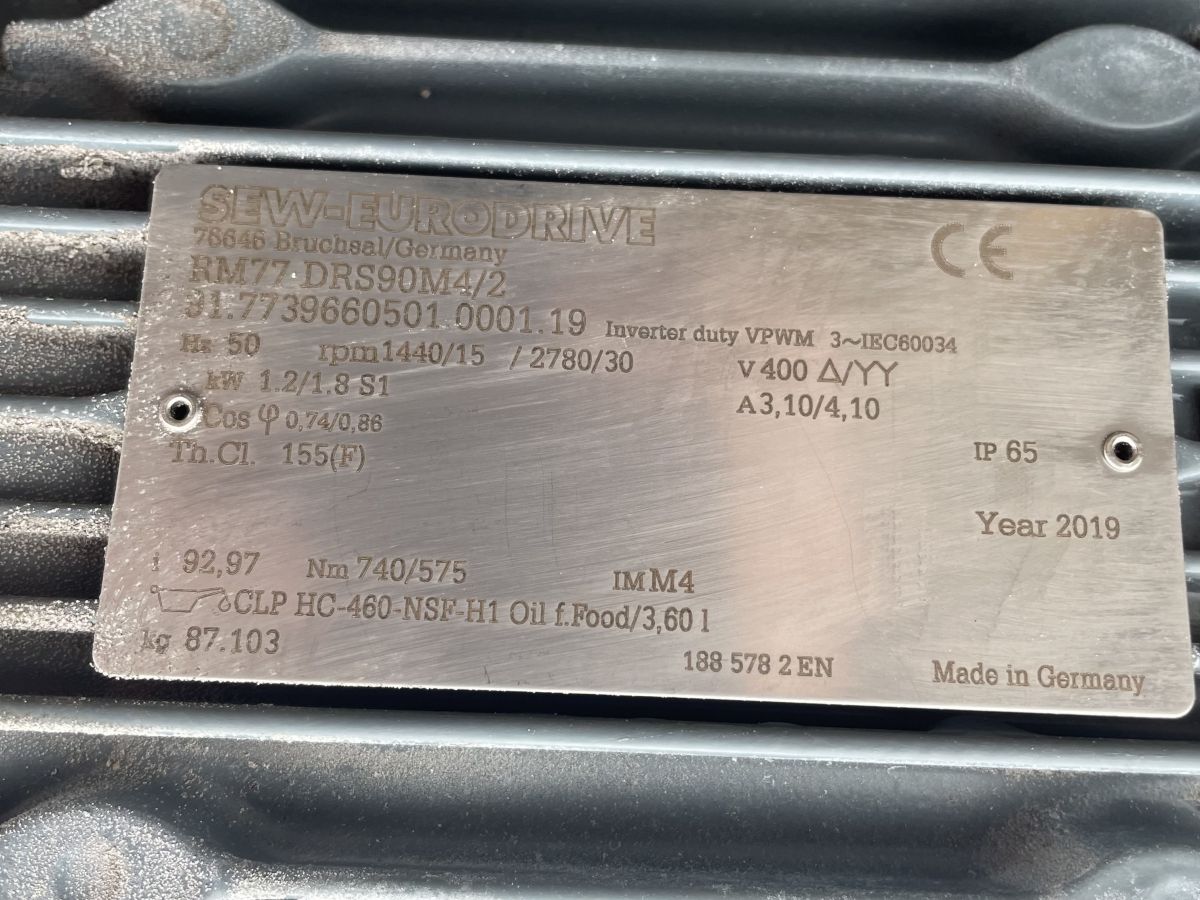 SEW-EURODRIVE
CE
76646 Bruchsal/Germany
RM77 DRS90M4/2
31.7739660501.0001.19 Inverter duty VPWM 3~IEC60034
Hz 50 rpm 1440/15 / 2780/30 V 400 Δ/YY
kW 1.2/1.8 S1 A 3,10/4,10
Cos φ 0,74/0,86
Th.Cl. 155(F) IP 65
Year 2019
i 92,97 Nm 740/575 IM M4
CLP HC-460-NSF-H1 Oil f.Food/3,60 l
kg 87.103
188 578 2 EN Made in Germany